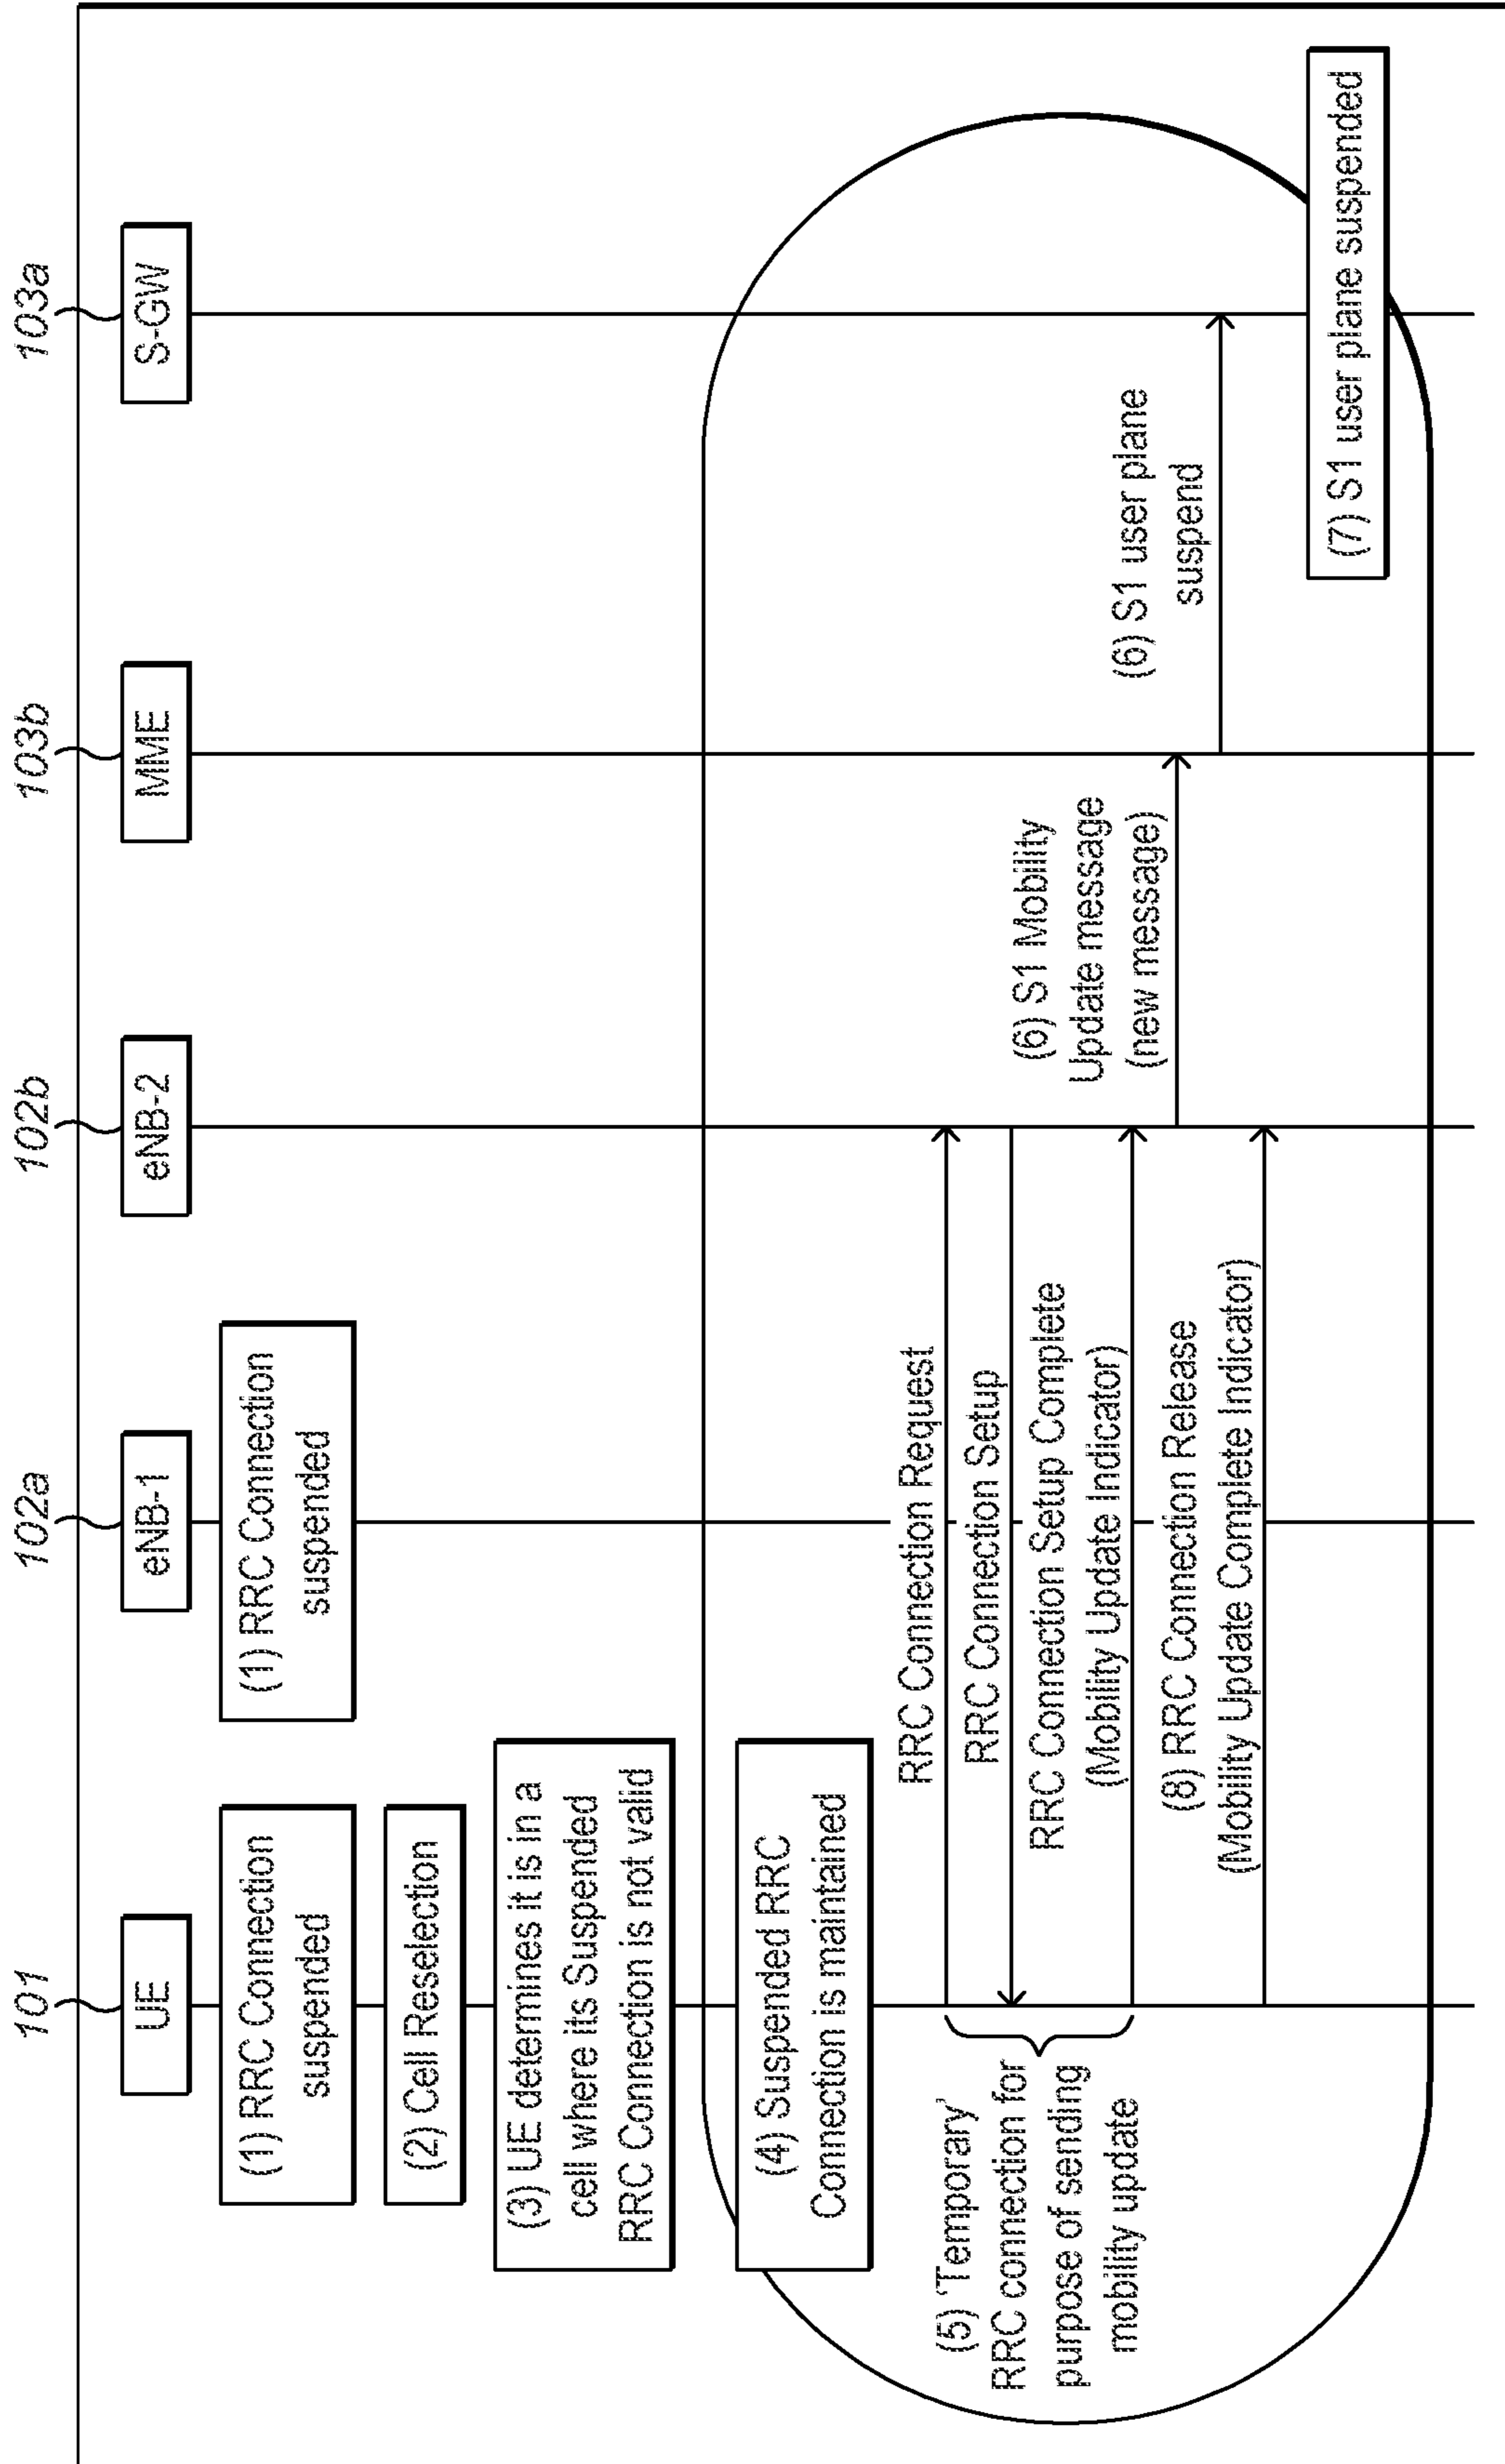 101
102a
102b
103b
103a
UE
eNB-1
eNB-2
MME
S-GW
(1) RRC Connection
suspended
(1) RRC Connection
suspended
(2) Cell Reselection
(3) UE determines it is in a
cell where its Suspended
RRC Connection is not valid
(4) Suspended RRC
Connection is maintained
(5) 'Temporary'
RRC connection for
purpose of sending
mobility update
RRC Connection Request
RRC Connection Setup
RRC Connection Setup Complete
(Mobility Update Indicator)
(6) S1 Mobility
Update message
(new message)
(6) S1 user plane
suspend
(8) RRC Connection Release
(Mobility Update Complete Indicator)
(7) S1 user plane suspended